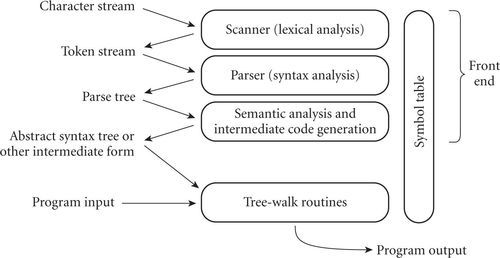 Character stream
Scanner (lexical analysis)
Token stream
Parser (syntax analysis)
Parse tree
Semantic analysis and
intermediate code generation
Abstract syntax tree or
other intermediate form
Program input
Tree-walk routines
Program output
Symbol table
Front
end